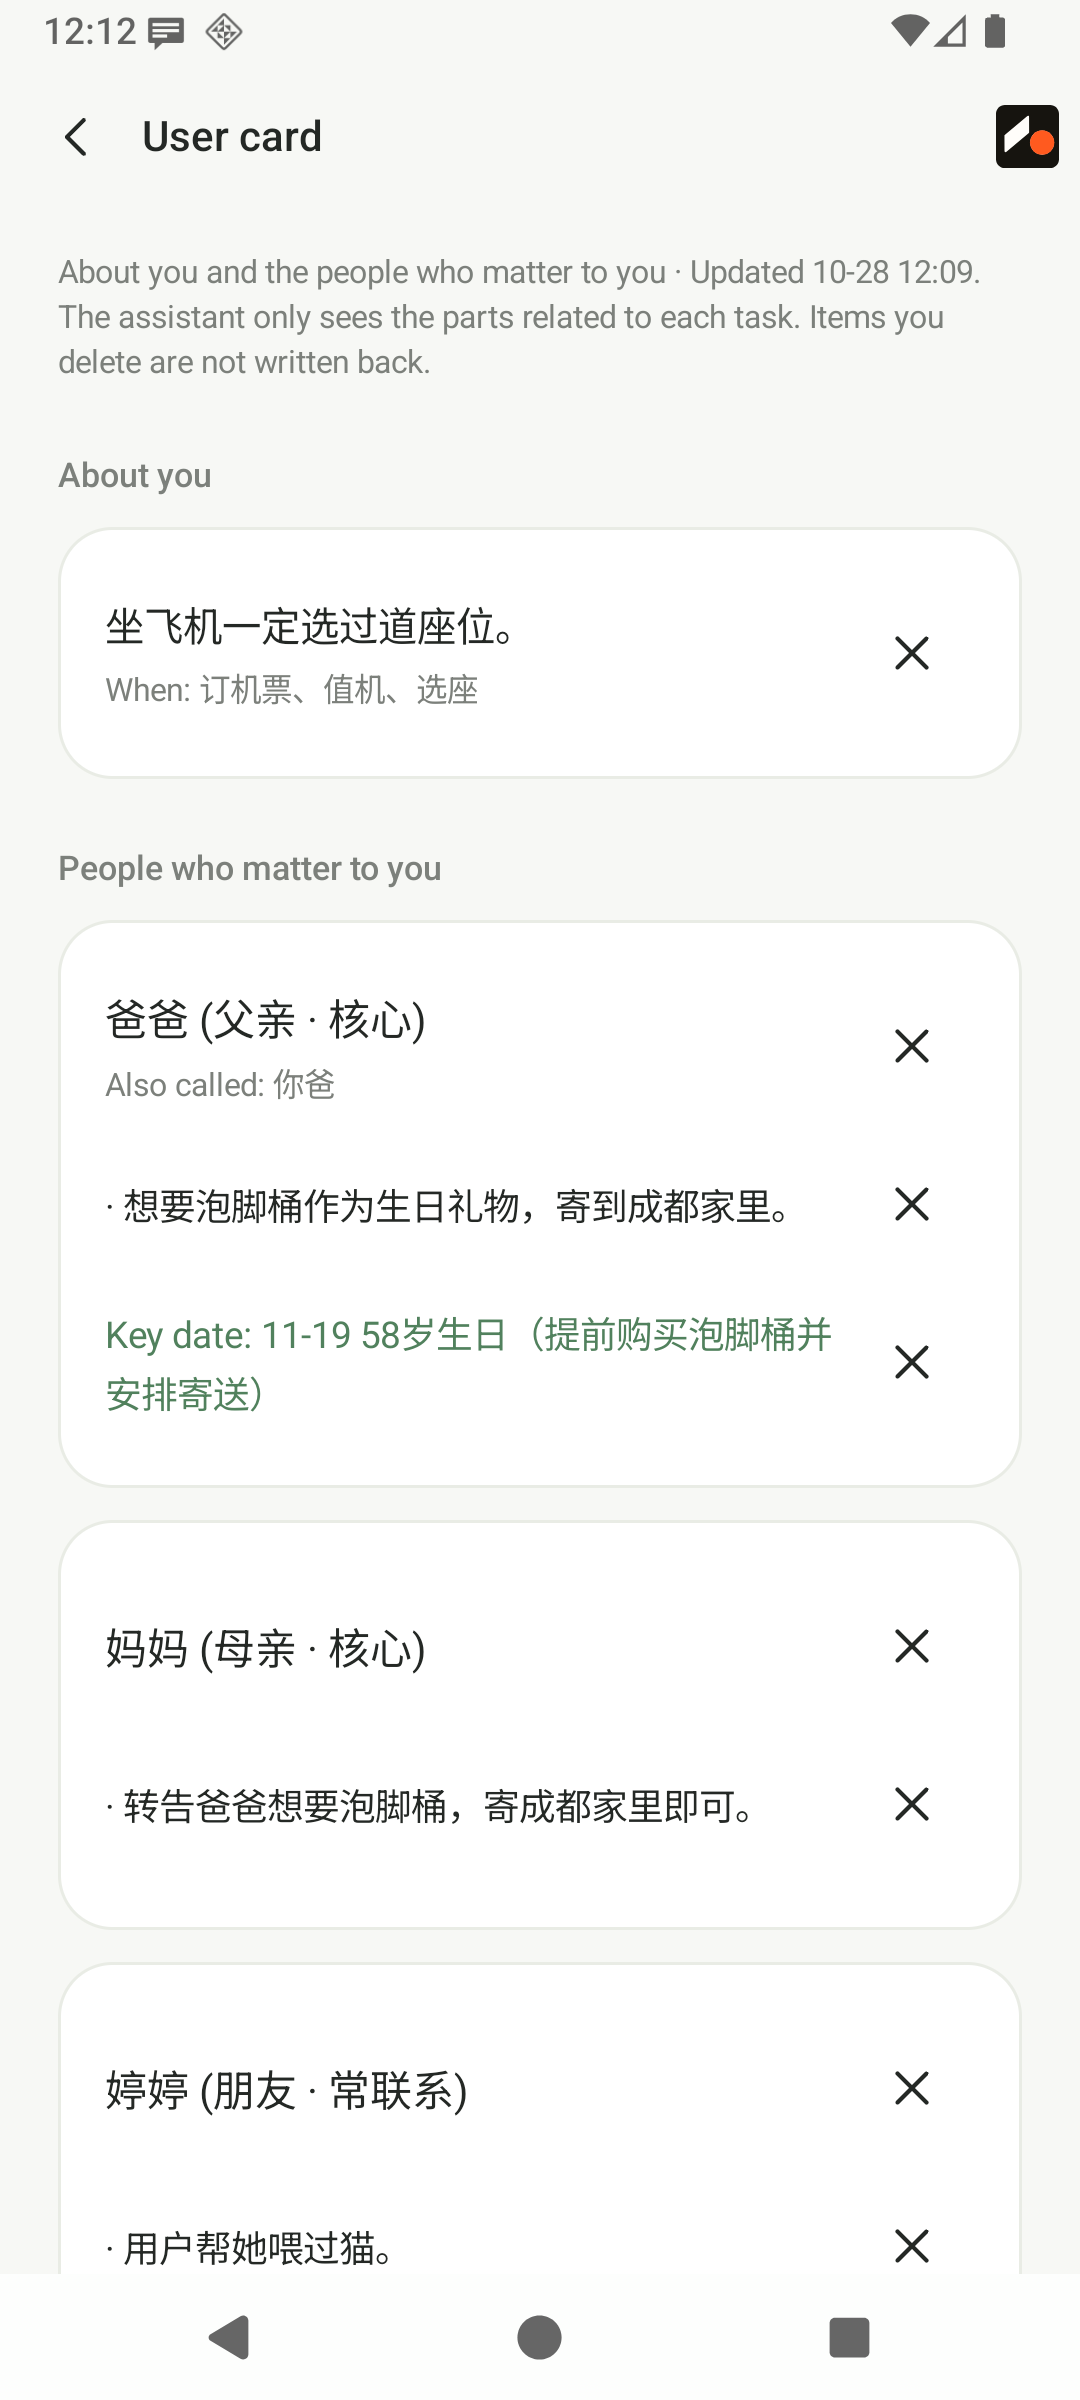 12:12
User card
About you and the people who matter to you · Updated 10-28 12:09.
The assistant only sees the parts related to each task. Items you
delete are not written back.
About you
坐飞机一定选过道座位。
When: 订机票、值机、选座
People who matter to you
爸爸 (父亲 · 核心)
Also called: 你爸
· 想要泡脚桶作为生日礼物，寄到成都家里。
Key date: 11-19 58岁生日（提前购买泡脚桶并
安排寄送）
妈妈 (母亲 · 核心)
· 转告爸爸想要泡脚桶，寄成都家里即可。
婷婷 (朋友 · 常联系)
· 用户帮她喂过猫。